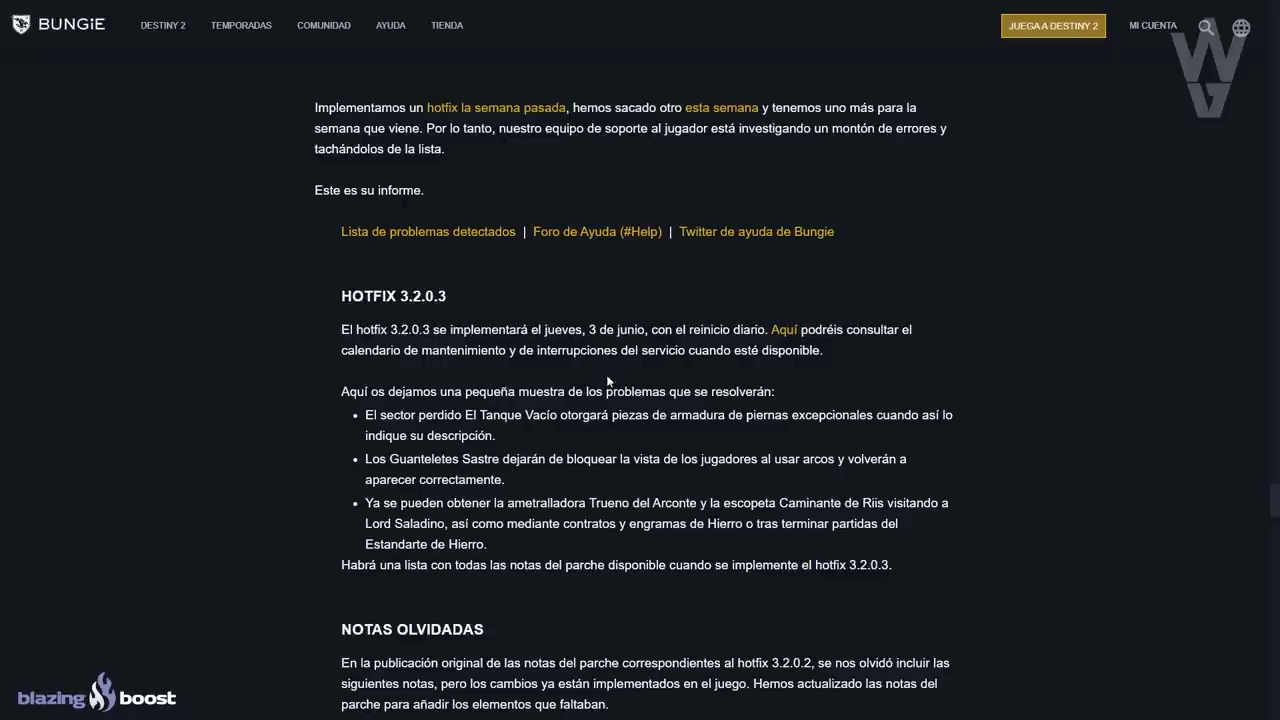 BUNGiE
DESTINY 2
TEMPORADAS
COMUNIDAD
AYUDA
TIENDA
JUEGA A DESTINY 2
MI CUENTA
WG
Implementamos un hotfix la semana pasada, hemos sacado otro esta semana y tenemos uno más para la
semana que viene. Por lo tanto, nuestro equipo de soporte al jugador está investigando un montón de errores y
tachándolos de la lista.
Este es su informe.
Lista de problemas detectados | Foro de Ayuda (#Help) | Twitter de ayuda de Bungie
HOTFIX 3.2.0.3
El hotfix 3.2.0.3 se implementará el jueves, 3 de junio, con el reinicio diario. Aquí podréis consultar el
calendario de mantenimiento y de interrupciones del servicio cuando esté disponible.
Aquí os dejamos una pequeña muestra de los problemas que se resolverán:
• El sector perdido El Tanque Vacío otorgará piezas de armadura de piernas excepcionales cuando así lo
indique su descripción.
• Los Guanteletes Sastre dejarán de bloquear la vista de los jugadores al usar arcos y volverán a
aparecer correctamente.
• Ya se pueden obtener la ametralladora Trueno del Arconte y la escopeta Caminante de Riis visitando a
Lord Saladino, así como mediante contratos y engramas de Hierro o tras terminar partidas del
Estandarte de Hierro.
Habrá una lista con todas las notas del parche disponible cuando se implemente el hotfix 3.2.0.3.
NOTAS OLVIDADAS
En la publicación original de las notas del parche correspondientes al hotfix 3.2.0.2, se nos olvidó incluir las
siguientes notas, pero los cambios ya están implementados en el juego. Hemos actualizado las notas del
parche para añadir los elementos que faltaban.
blazing boost